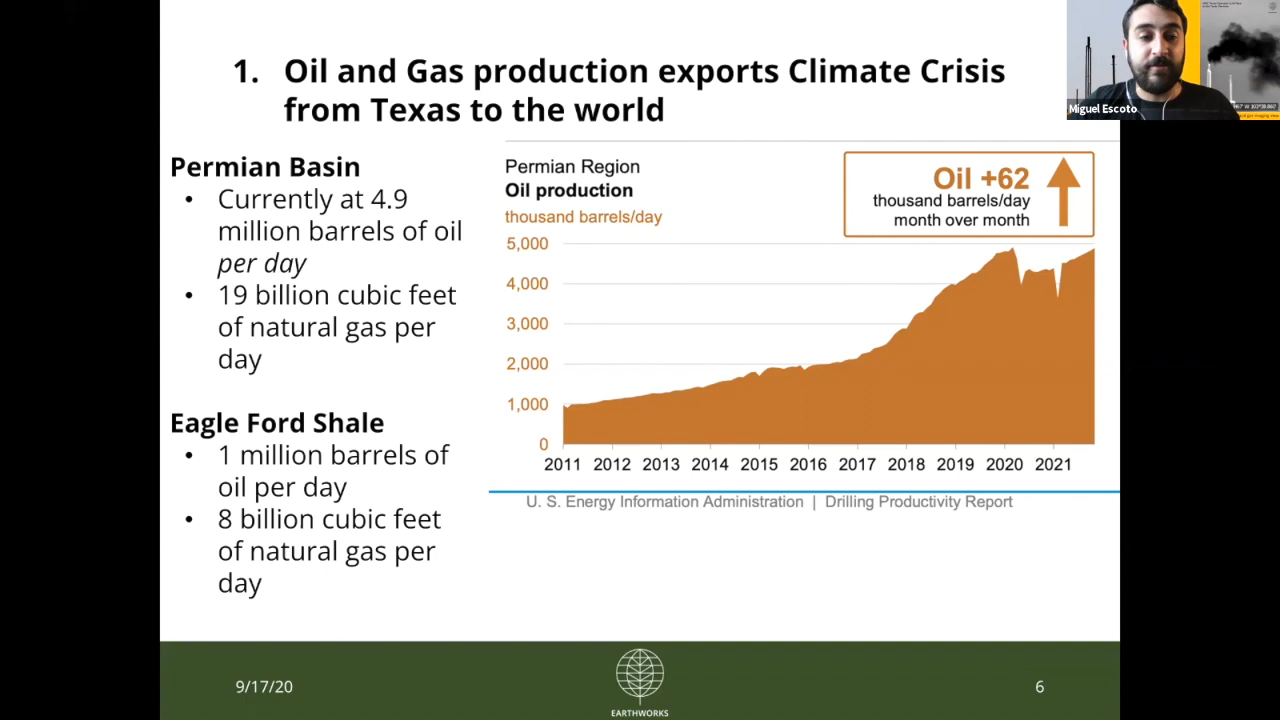 1. Oil and Gas production exports Climate Crisis
from Texas to the world
Miguel Escoto
Permian Basin
• Currently at 4.9
million barrels of oil
per day
• 19 billion cubic feet
of natural gas per
day
Eagle Ford Shale
• 1 million barrels of
oil per day
• 8 billion cubic feet
of natural gas per
day
Permian Region
Oil production
thousand barrels/day
Oil +62
thousand barrels/day
month over month
5,000
4,000
3,000
2,000
1,000
0
2011 2012 2013 2014 2015 2016 2017 2018 2019 2020 2021
U. S. Energy Information Administration | Drilling Productivity Report
9/17/20
EARTHWORKS
6